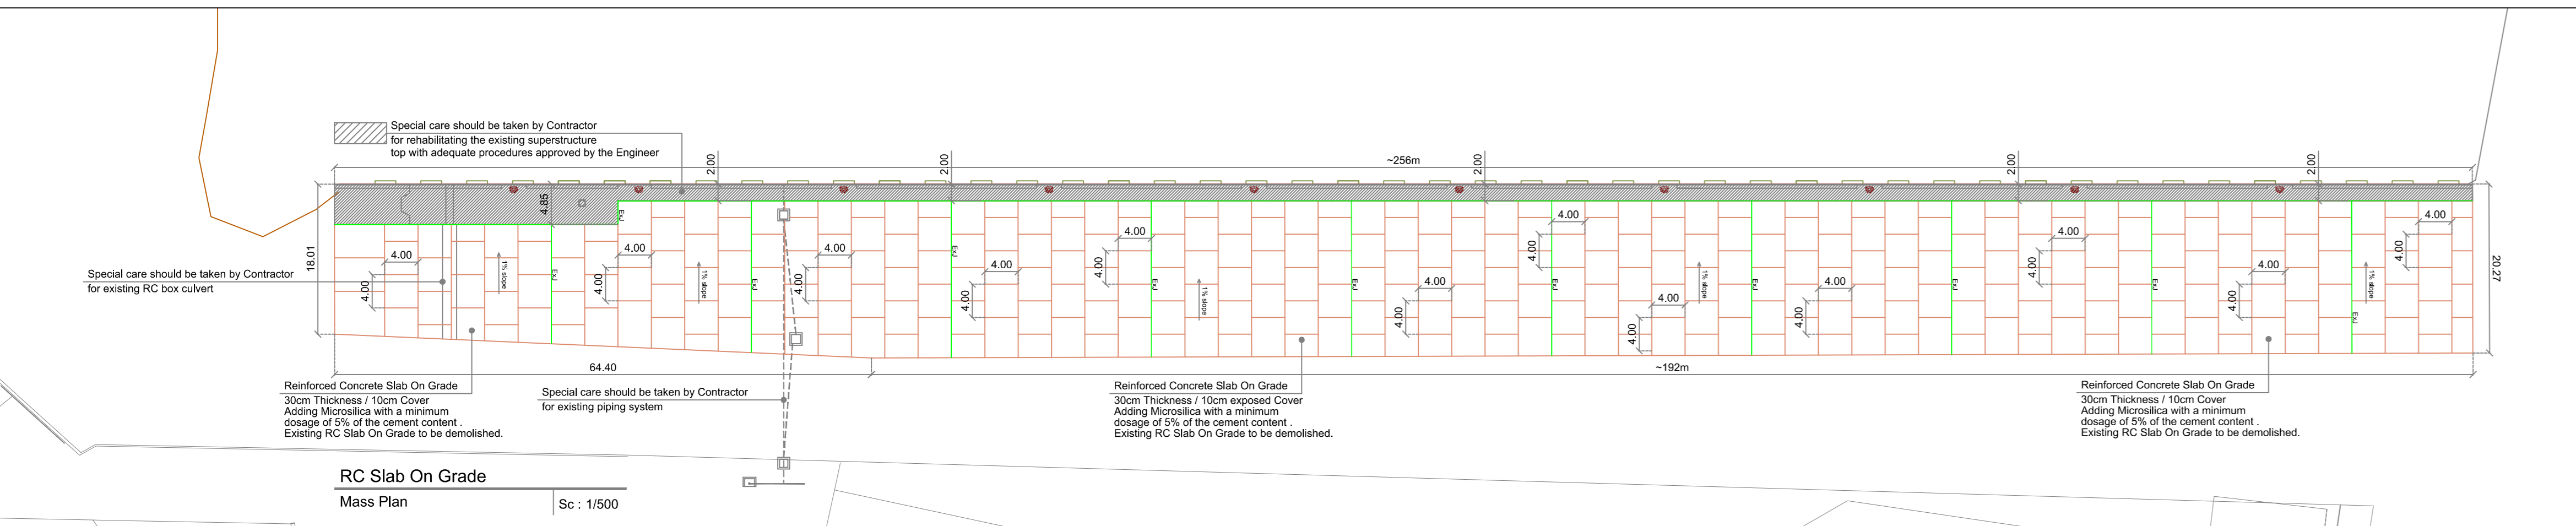 Special care should be taken by Contractor
for rehabilitating the existing superstructure
top with adequate procedures approved by the Engineer
2.00
2.00
~256m
2.00
2.00
2.00
4.85
18.01
20.27
ExJ
ExJ
ExJ
ExJ
ExJ
ExJ
ExJ
ExJ
ExJ
ExJ
ExJ
4.00
4.00
1% slope
4.00
4.00
1% slope
4.00
4.00
4.00
4.00
4.00
4.00
1% slope
4.00
4.00
4.00
4.00
4.00
4.00
1% slope
4.00
4.00
4.00
4.00
4.00
4.00
1% slope
4.00
4.00
Special care should be taken by Contractor
for existing RC box culvert
64.40
~192m
Reinforced Concrete Slab On Grade
30cm Thickness / 10cm Cover
Adding Microsilica with a minimum
dosage of 5% of the cement content .
Existing RC Slab On Grade to be demolished.
Special care should be taken by Contractor
for existing piping system
Reinforced Concrete Slab On Grade
30cm Thickness / 10cm exposed Cover
Adding Microsilica with a minimum
dosage of 5% of the cement content .
Existing RC Slab On Grade to be demolished.
Reinforced Concrete Slab On Grade
30cm Thickness / 10cm Cover
Adding Microsilica with a minimum
dosage of 5% of the cement content .
Existing RC Slab On Grade to be demolished.
RC Slab On Grade
Mass Plan
Sc : 1/500